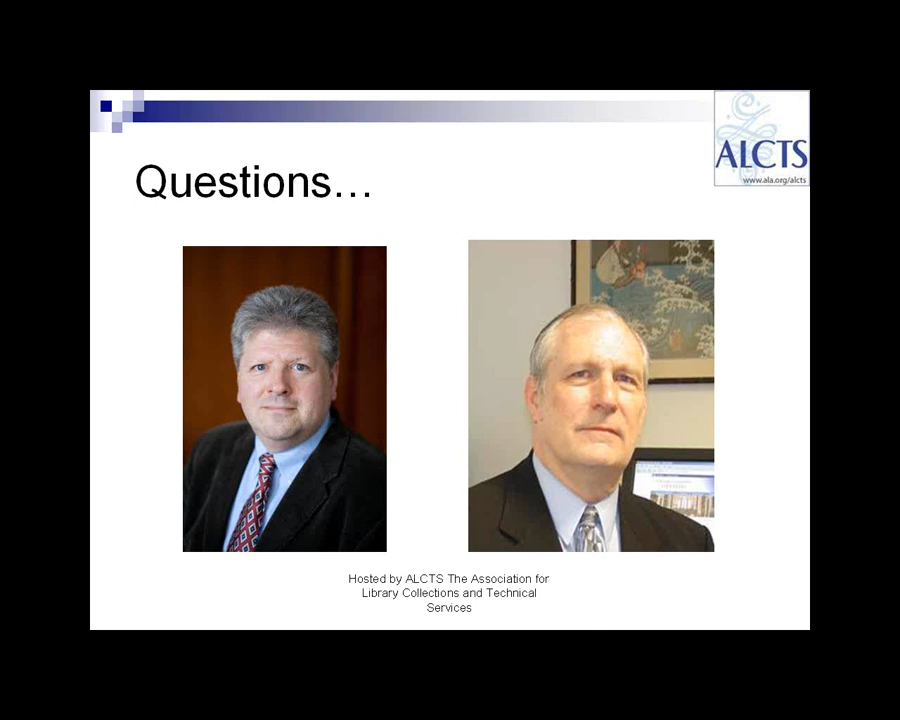 ALCTS
www.ala.org/alcts
Questions...
Hosted by ALCTS The Association for
Library Collections and Technical
Services